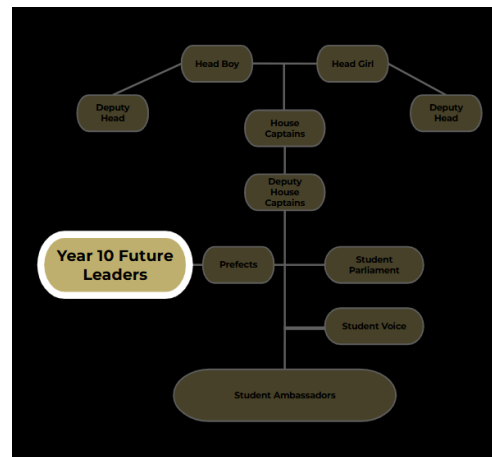 Head Boy
Head Girl
Deputy
Head
Deputy
Head
House
Captains
Deputy
House
Captains
Year 10 Future
Leaders
Prefects
Student
Parliament
Student Voice
Student Ambassadors